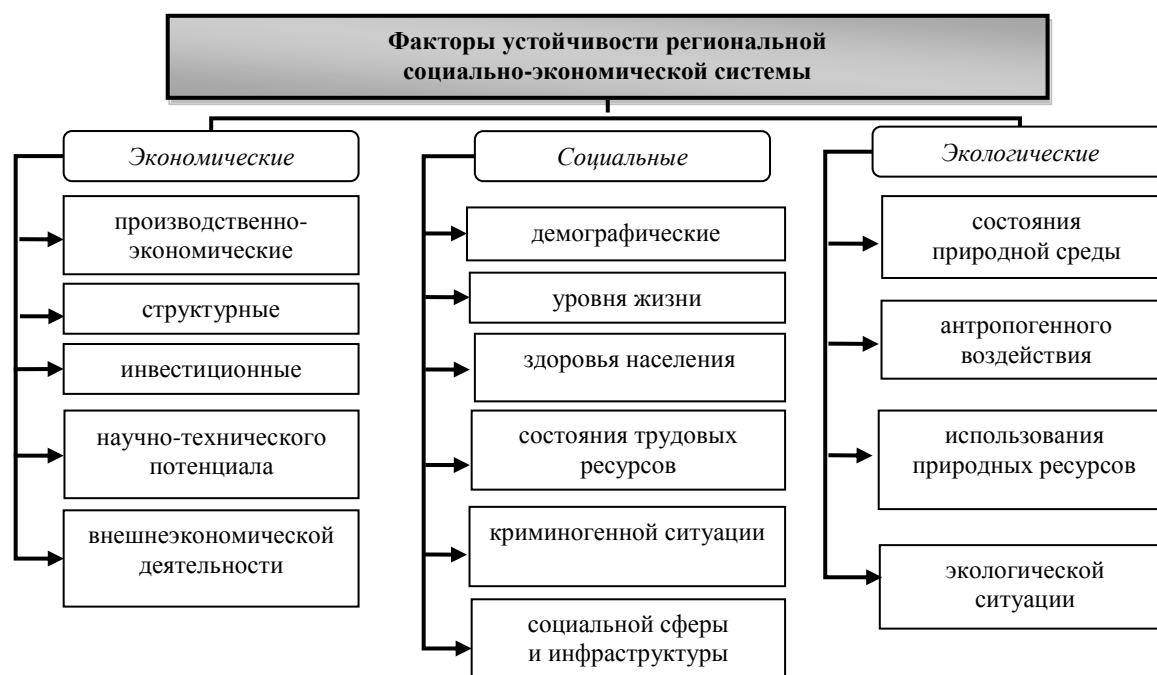 Факторы устойчивости региональной
социально-экономической системы
Экономические
производственно-
экономические
структурные
инвестиционные
научно-технического
потенциала
внешнеэкономической
деятельности
Социальные
демографические
уровня жизни
здоровья населения
состояния трудовых
ресурсов
криминогенной ситуации
социальной сферы
и инфраструктуры
Экологические
состояния
природной среды
антропогенного
воздействия
использования
природных ресурсов
экологической
ситуации